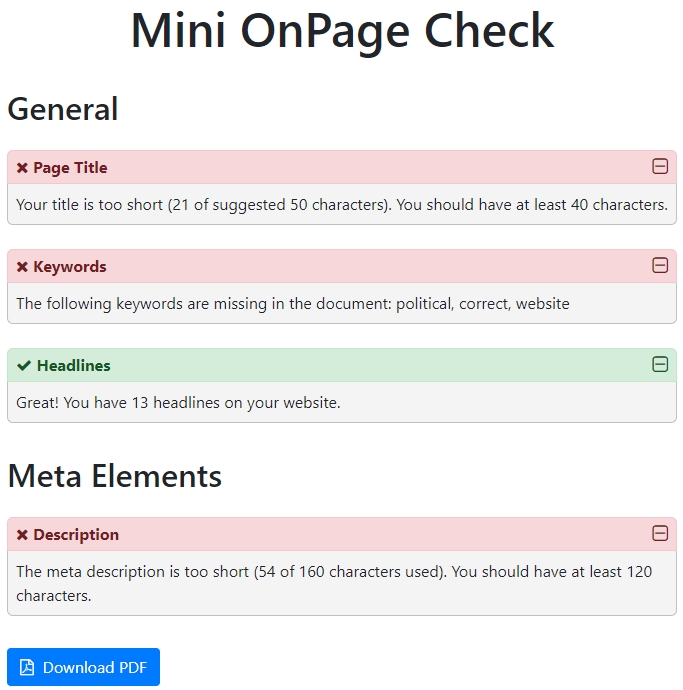 Mini OnPage Check
General
Page Title
Your title is too short (21 of suggested 50 characters). You should have at least 40 characters.
Keywords
The following keywords are missing in the document: political, correct, website
Headlines
Great! You have 13 headlines on your website.
Meta Elements
Description
The meta description is too short (54 of 160 characters used). You should have at least 120
characters.
Download PDF